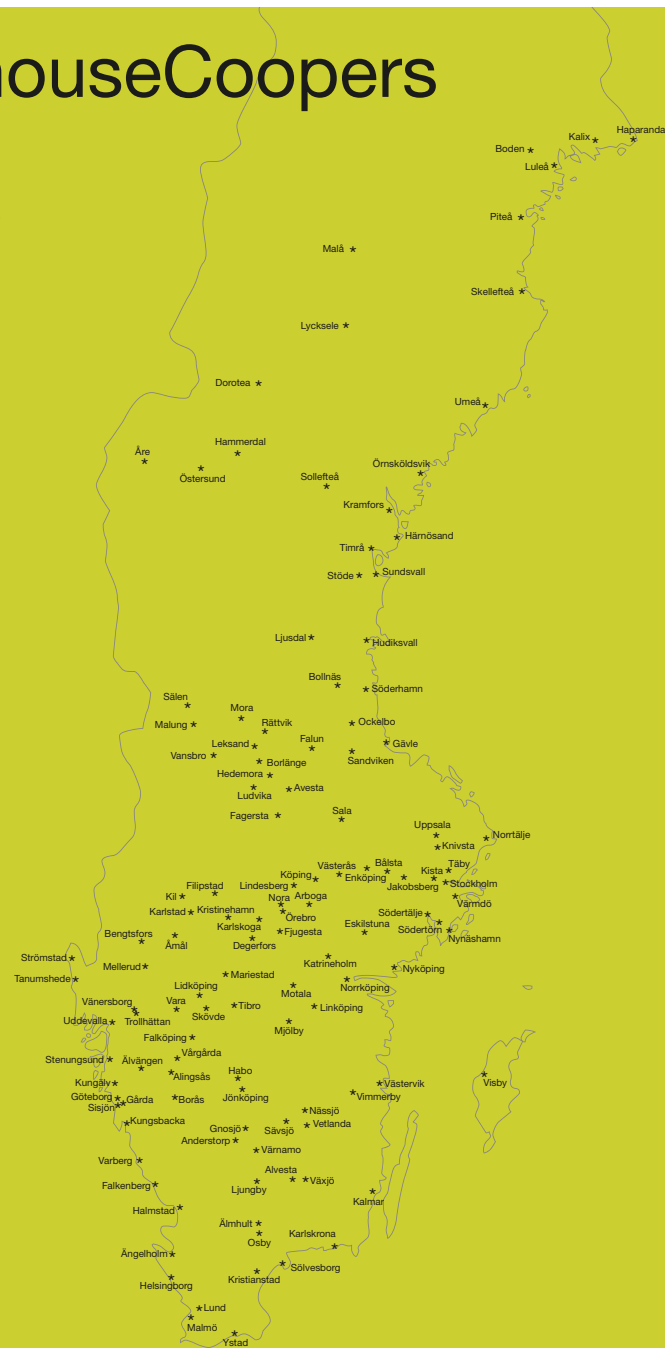 houseCoopers
Haparanda
Kalix
Boden
Luleå
Piteå
Malå
Skellefteå
Lycksele
Dorotea
Umeå
Hammerdal
Åre
Östersund
Örnsköldsvik
Sollefteå
Kramfors
Härnösand
Timrå
Stöde
Sundsvall
Ljusdal
Hudiksvall
Bollnäs
Söderhamn
Sälen
Mora
Malung
Rättvik
Ockelbo
Leksand
Falun
Gävle
Vansbro
Borlänge
Sandviken
Hedemora
Ludvika
Avesta
Fagersta
Sala
Uppsala
Norrtälje
Knivsta
Västerås
Bålsta
Täby
Köping
Enköping
Kista
Filipstad
Lindesberg
Jakobsberg
Stockholm
Kil
Nora
Arboga
Värmdö
Karlstad
Kristinehamn
Örebro
Södertälje
Karlskoga
Eskilstuna
Södertörn
Bengtsfors
Fjugesta
Nynäshamn
Åmål
Degerfors
Strömstad
Mellerud
Katrineholm
Nyköping
Tanumshede
Mariestad
Lidköping
Motala
Norrköping
Vänersborg
Vara
Tibro
Linköping
Uddevalla
Trollhättan
Skövde
Mjölby
Falköping
Stenungsund
Älvängen
Vårgårda
Kungälv
Alingsås
Habo
Västervik
Visby
Göteborg
Gårda
Borås
Jönköping
Vimmerby
Sisjön
Kungsbacka
Nässjö
Gnosjö
Sävsjö
Vetlanda
Anderstorp
Värnamo
Varberg
Alvesta
Falkenberg
Ljungby
Växjö
Kalmar
Halmstad
Älmhult
Osby
Karlskrona
Ängelholm
Sölvesborg
Helsingborg
Kristianstad
Lund
Malmö
Ystad